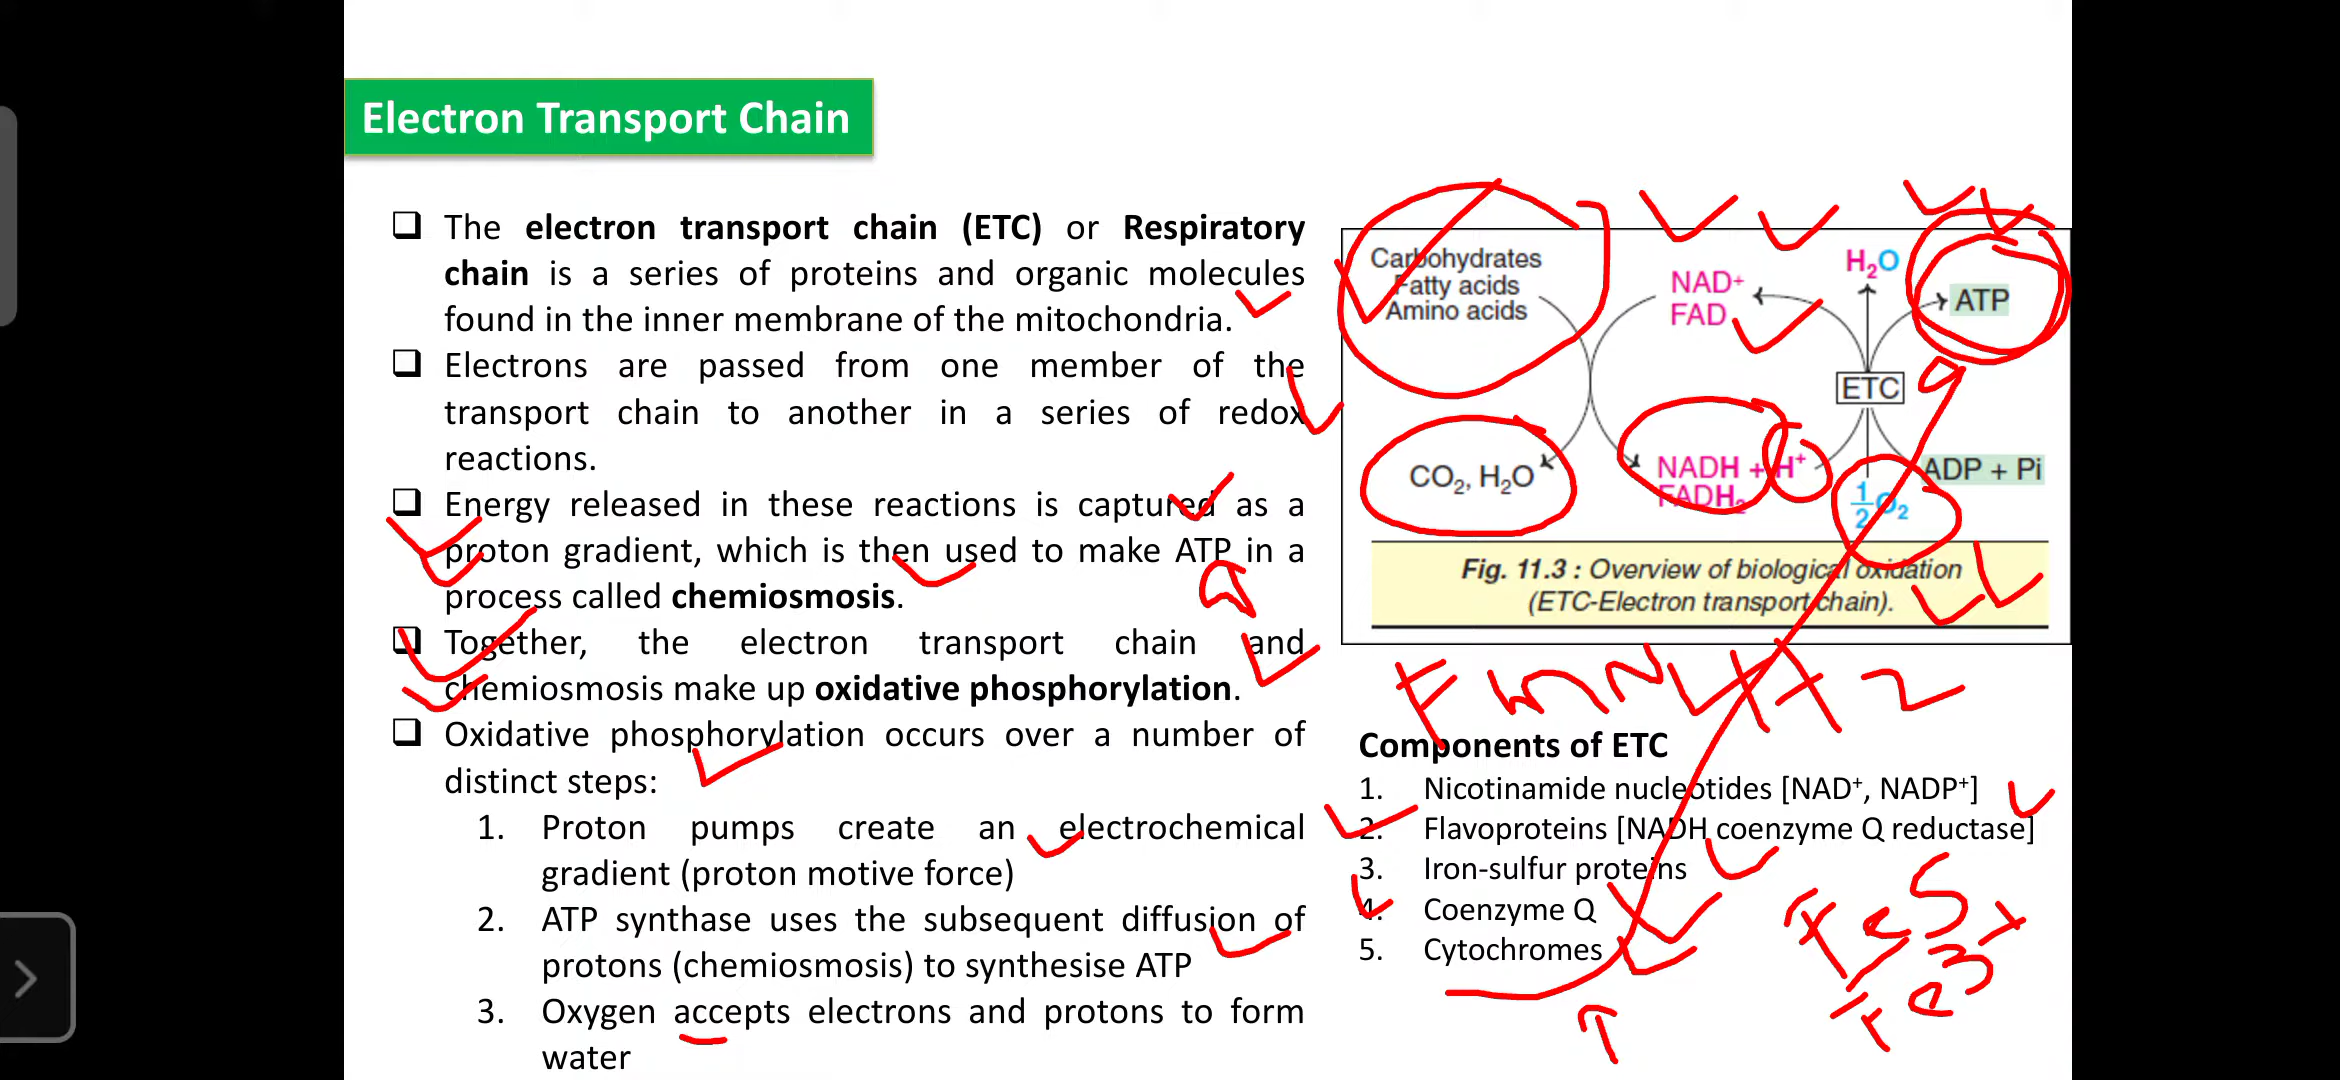 Electron Transport Chain
❑ The electron transport chain (ETC) or Respiratory
chain is a series of proteins and organic molecules
found in the inner membrane of the mitochondria.
❑ Electrons are passed from one member of the
transport chain to another in a series of redox
reactions.
❑ Energy released in these reactions is captured as a
proton gradient, which is then used to make ATP in a
process called chemiosmosis.
❑ Together, the electron transport chain and
chemiosmosis make up oxidative phosphorylation.
❑ Oxidative phosphorylation occurs over a number of
distinct steps:
1. Proton pumps create an electrochemical
gradient (proton motive force)
2. ATP synthase uses the subsequent diffusion of
protons (chemiosmosis) to synthesise ATP
3. Oxygen accepts electrons and protons to form
water
Carbohydrates
Fatty acids
Amino acids
NAD+
FAD
H₂O
ATP
ETC
CO₂, H₂O
NADH + H+
FADH₂
½O₂
ADP + Pi
Fig. 11.3 : Overview of biological oxidation
(ETC-Electron transport chain).
Components of ETC
1. Nicotinamide nucleotides [NAD+, NADP+]
2. Flavoproteins [NADH coenzyme Q reductase]
3. Iron-sulfur proteins
4. Coenzyme Q
5. Cytochromes